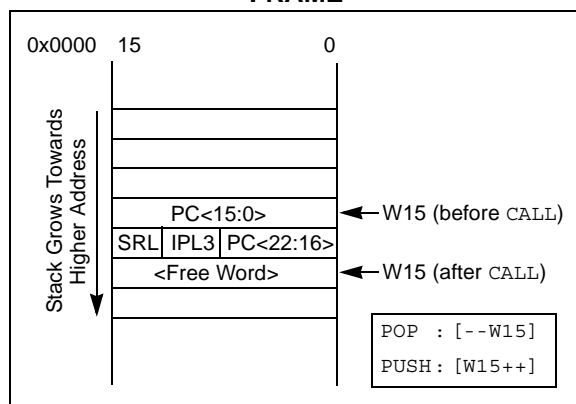 FRAME
0x0000 15 0
Stack Grows Towards
Higher Address
PC<15:0> W15 (before CALL)
SRL IPL3 PC<22:16>
<Free Word> W15 (after CALL)
POP : [--W15]
PUSH : [W15++]